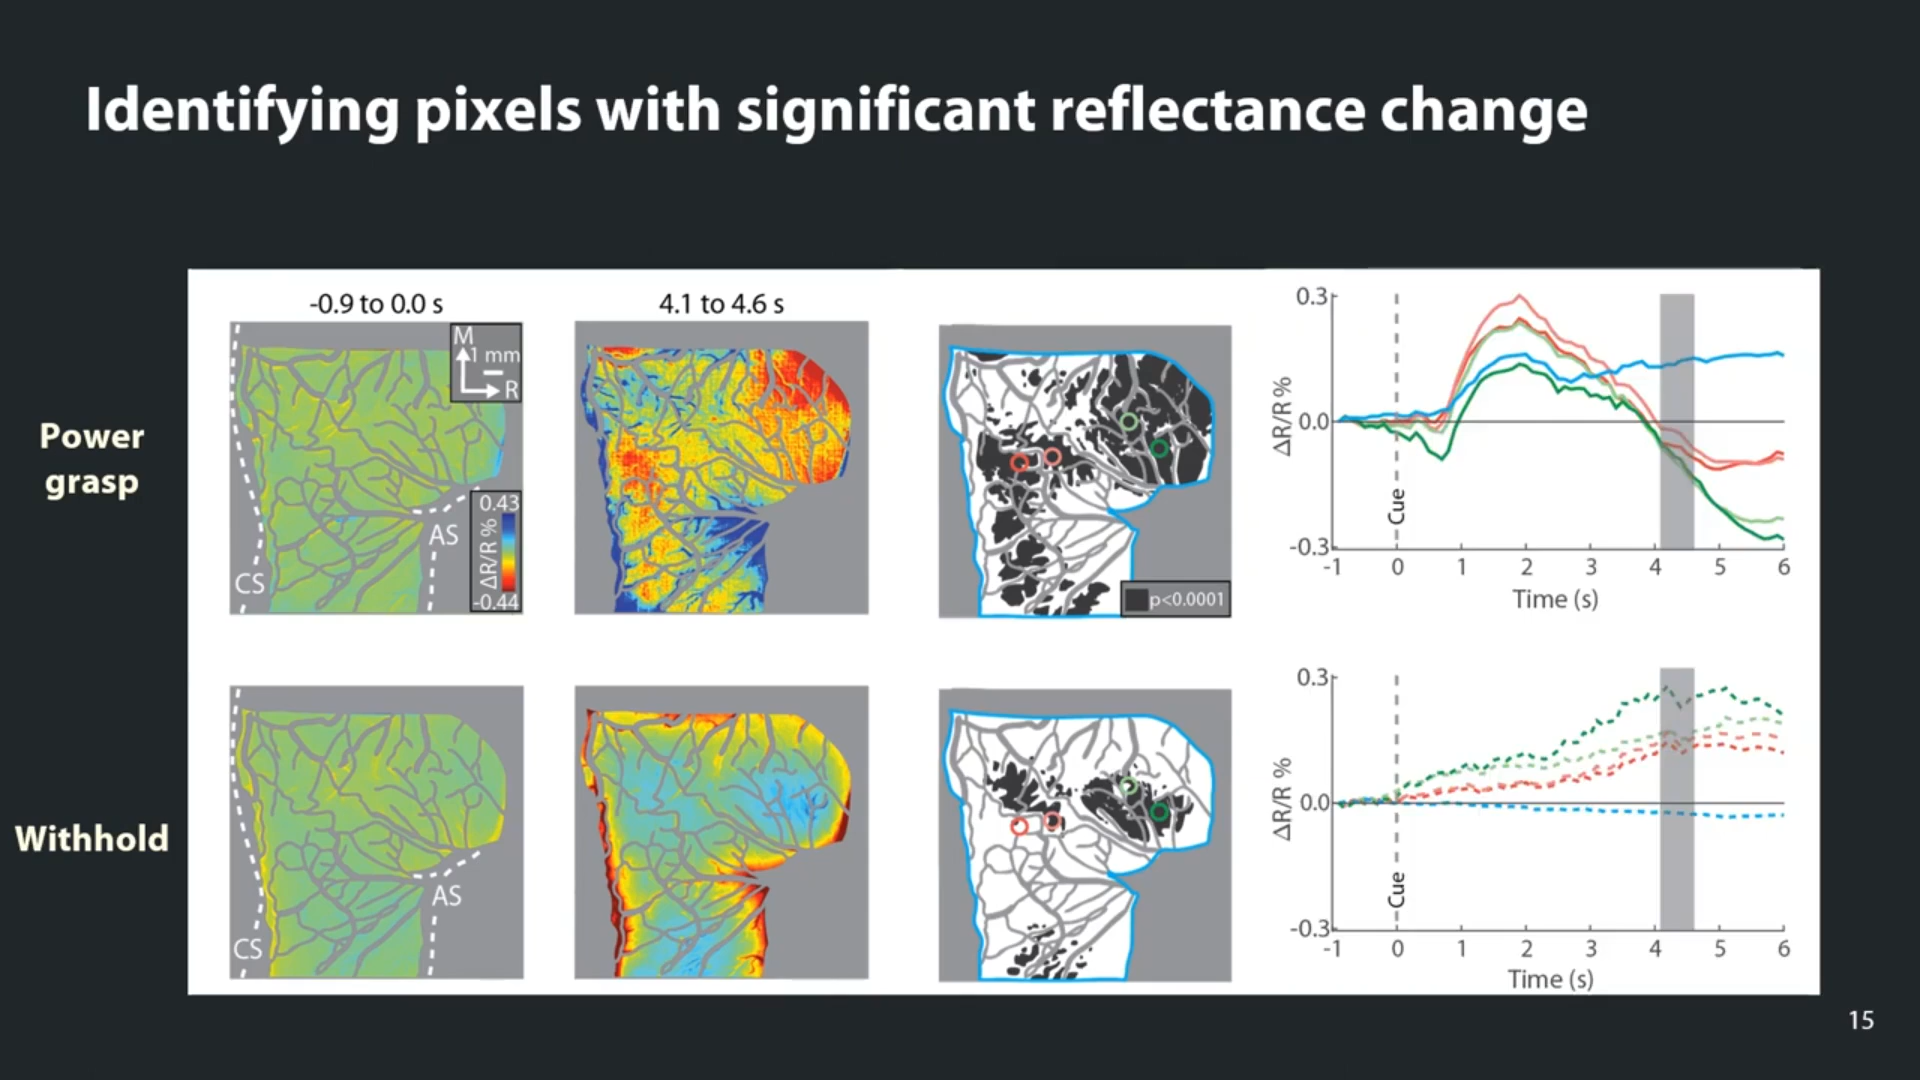 Identifying pixels with significant reflectance change
Power
grasp
-0.9 to 0.0 s
M
1 mm
R
0.43
ΔR/R %
-0.44
AS
CS
4.1 to 4.6 s
p<0.0001
0.3
0.0
-0.3
ΔR/R %
Cue
-1 0 1 2 3 4 5 6
Time (s)
Withhold
AS
CS
0.3
0.0
-0.3
ΔR/R %
Cue
-1 0 1 2 3 4 5 6
Time (s)
15